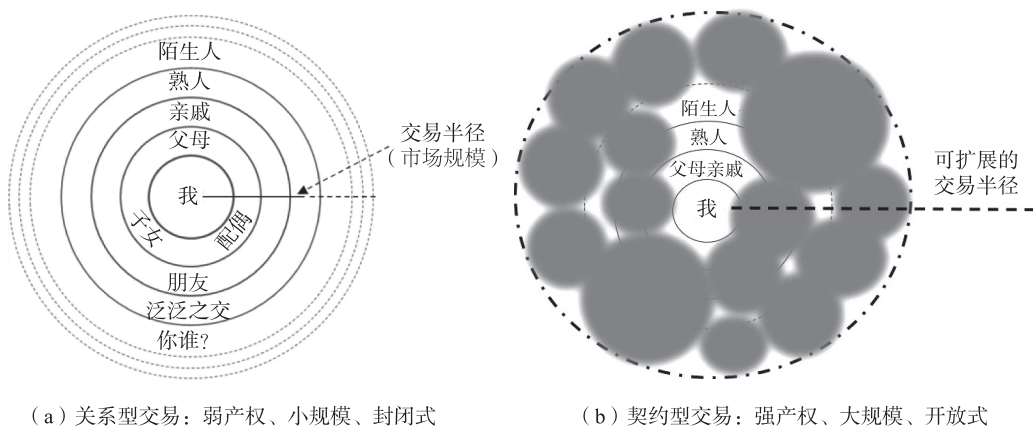 陌生人
熟人
亲戚
父母
我
子女
配偶
朋友
泛泛之交
你谁?
交易半径
（市场规模）
陌生人
熟人
父母亲戚
我
可扩展的
交易半径
（a）关系型交易：弱产权、小规模、封闭式
（b）契约型交易：强产权、大规模、开放式